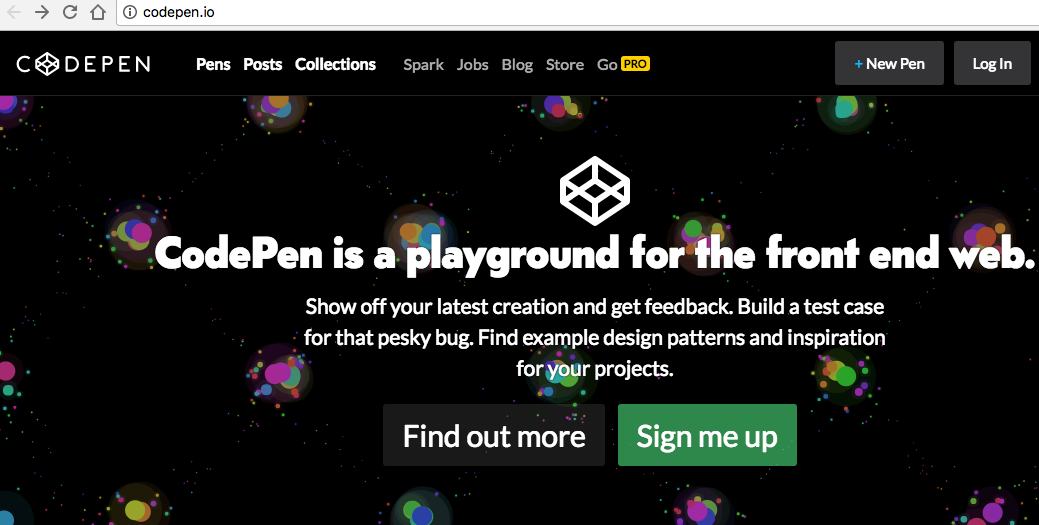 codepen.io
CODEPEN Pens Posts Collections Spark Jobs Blog Store Go PRO + New Pen Log In
CodePen is a playground for the front end web.
Show off your latest creation and get feedback. Build a test case
for that pesky bug. Find example design patterns and inspiration
for your projects.
Find out more Sign me up